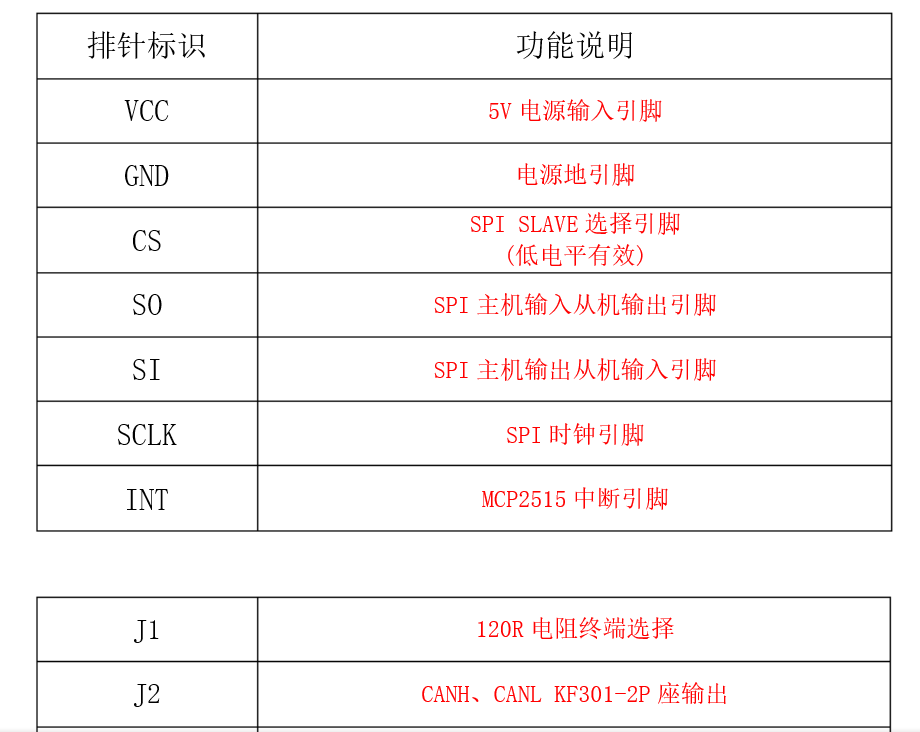 排针标识 功能说明
VCC 5V 电源输入引脚
GND 电源地引脚
CS SPI SLAVE 选择引脚
(低电平有效)
SO SPI 主机输入从机输出引脚
SI SPI 主机输出从机输入引脚
SCLK SPI 时钟引脚
INT MCP2515 中断引脚
J1 120R 电阻终端选择
J2 CANH、CANL KF301-2P 座输出